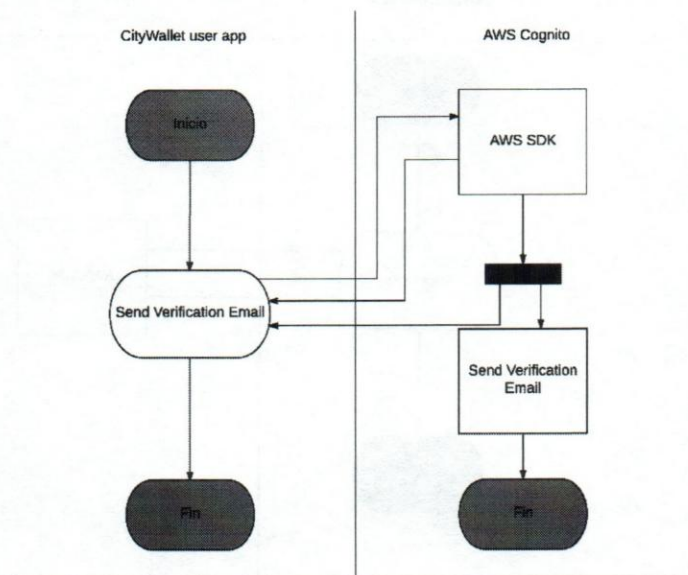 CityWallet user app
AWS Cognito
Inicio
AWS SDK
Send Verification Email
Send Verification
Email
Fin
Fin